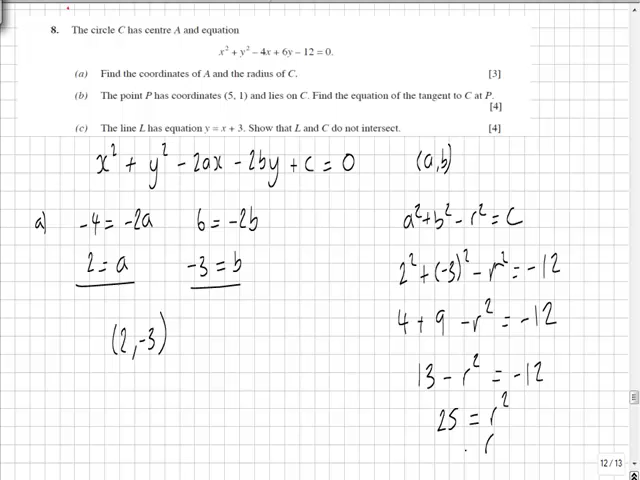 8. The circle C has centre A and equation
x² + y² – 4x + 6y – 12 = 0.
(a) Find the coordinates of A and the radius of C. [3]
(b) The point P has coordinates (5, 1) and lies on C. Find the equation of the tangent to C at P. [4]
(c) The line L has equation y = x + 3. Show that L and C do not intersect. [4]
x² + y² - 2ax - 2by + c = 0 (a,b)
a) -4 = -2a 6 = -2b a² + b² - r² = c
2 = a -3 = b 2² + (-3)² - r² = -12
4 + 9 - r² = -12
(2, -3)
13 - r² = -12
25 = r²
r
12 / 13